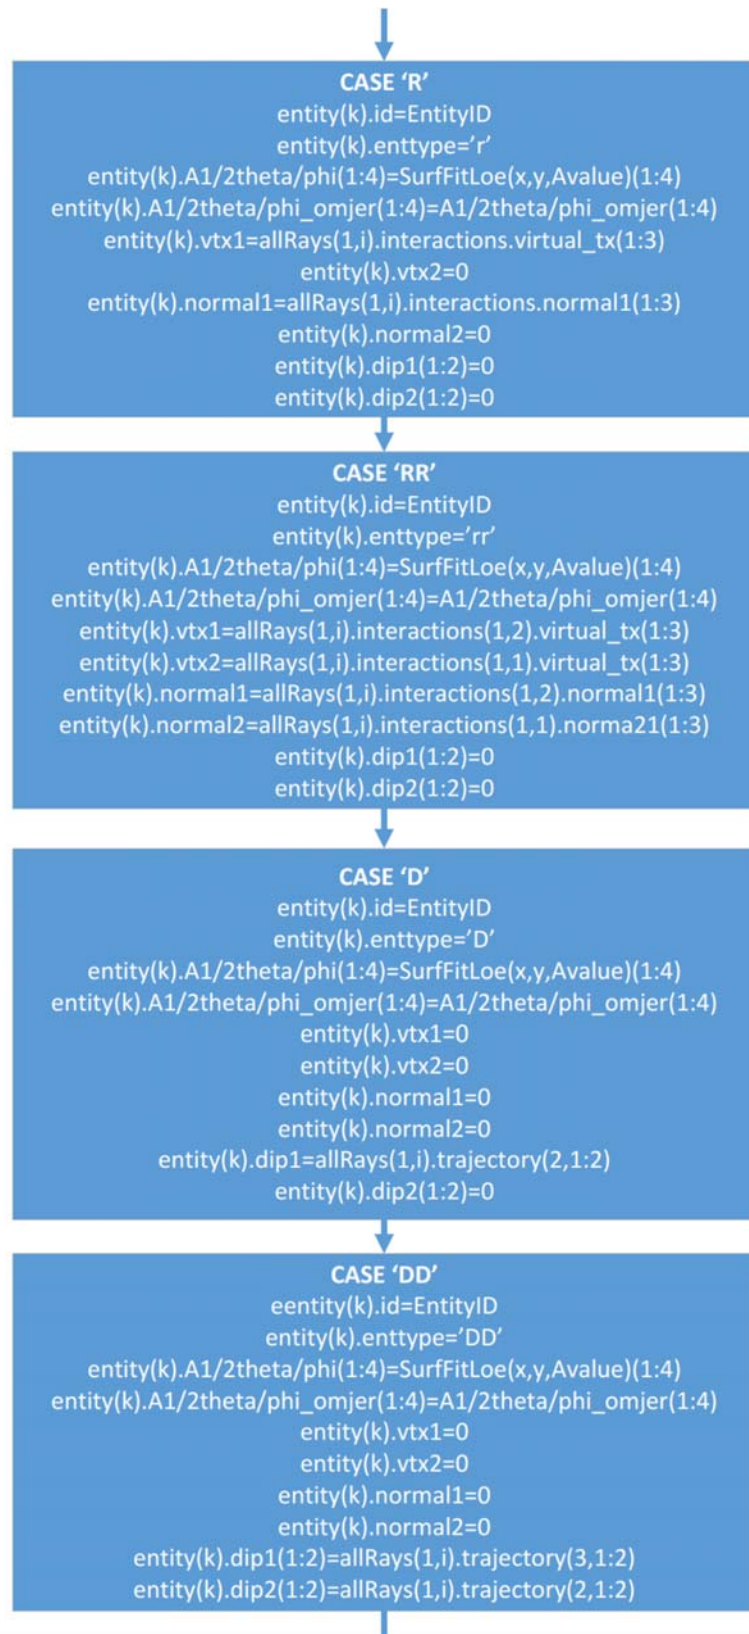 CASE ‘R’
entity(k).id=EntityID
entity(k).enttype=’r’
entity(k).A1/2theta/phi(1:4)=SurfFitLoe(x,y,Avalue)(1:4)
entity(k).A1/2theta/phi_omjer(1:4)=A1/2theta/phi_omjer(1:4)
entity(k).vtx1=allRays(1,i).interactions.virtual_tx(1:3)
entity(k).vtx2=0
entity(k).normal1=allRays(1,i).interactions.normal1(1:3)
entity(k).normal2=0
entity(k).dip1(1:2)=0
entity(k).dip2(1:2)=0
CASE ‘RR’
entity(k).id=EntityID
entity(k).enttype=’rr’
entity(k).A1/2theta/phi(1:4)=SurfFitLoe(x,y,Avalue)(1:4)
entity(k).A1/2theta/phi_omjer(1:4)=A1/2theta/phi_omjer(1:4)
entity(k).vtx1=allRays(1,i).interactions(1,2).virtual_tx(1:3)
entity(k).vtx2=allRays(1,i).interactions(1,1).virtual_tx(1:3)
entity(k).normal1=allRays(1,i).interactions(1,2).normal1(1:3)
entity(k).normal2=allRays(1,i).interactions(1,1).norma21(1:3)
entity(k).dip1(1:2)=0
entity(k).dip2(1:2)=0
CASE ‘D’
entity(k).id=EntityID
entity(k).enttype=’D’
entity(k).A1/2theta/phi(1:4)=SurfFitLoe(x,y,Avalue)(1:4)
entity(k).A1/2theta/phi_omjer(1:4)=A1/2theta/phi_omjer(1:4)
entity(k).vtx1=0
entity(k).vtx2=0
entity(k).normal1=0
entity(k).normal2=0
entity(k).dip1=allRays(1,i).trajectory(2,1:2)
entity(k).dip2(1:2)=0
CASE ‘DD’
eentity(k).id=EntityID
entity(k).enttype=’DD’
entity(k).A1/2theta/phi(1:4)=SurfFitLoe(x,y,Avalue)(1:4)
entity(k).A1/2theta/phi_omjer(1:4)=A1/2theta/phi_omjer(1:4)
entity(k).vtx1=0
entity(k).vtx2=0
entity(k).normal1=0
entity(k).normal2=0
entity(k).dip1(1:2)=allRays(1,i).trajectory(3,1:2)
entity(k).dip2(1:2)=allRays(1,i).trajectory(2,1:2)